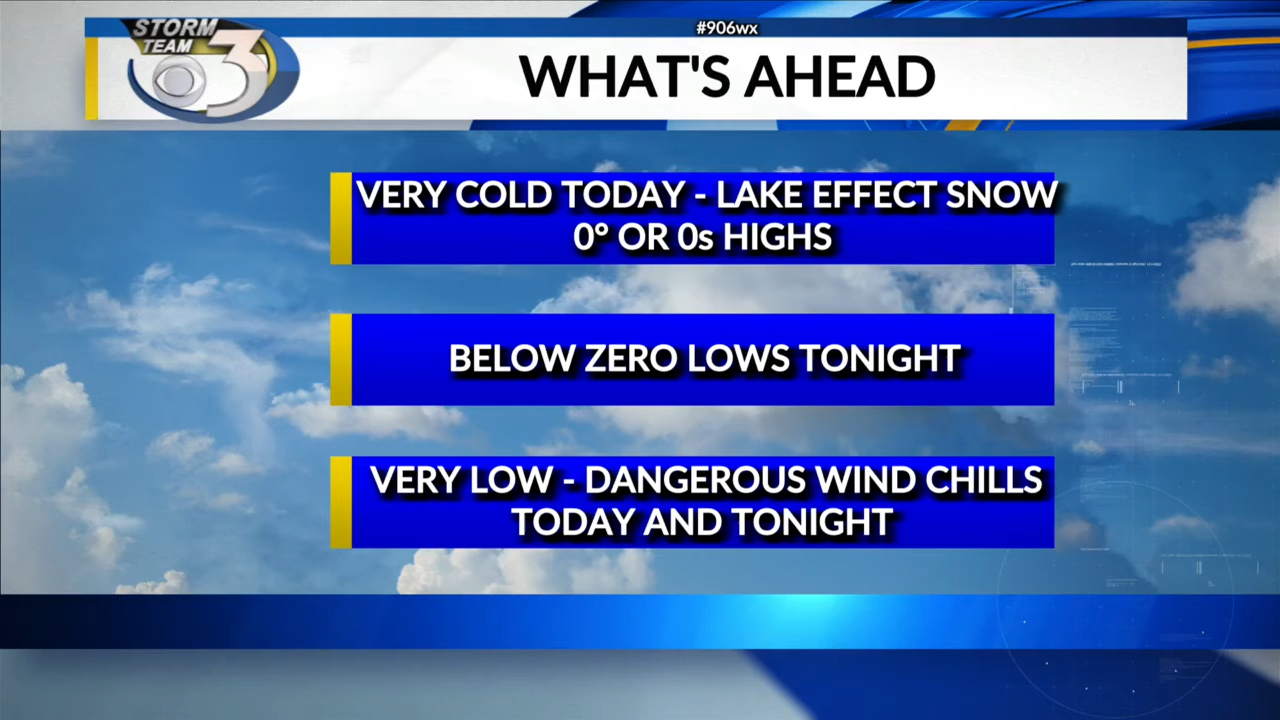 #906wx
STORM
TEAM
3
WHAT'S AHEAD
VERY COLD TODAY - LAKE EFFECT SNOW
0° OR 0s HIGHS
BELOW ZERO LOWS TONIGHT
VERY LOW - DANGEROUS WIND CHILLS
TODAY AND TONIGHT